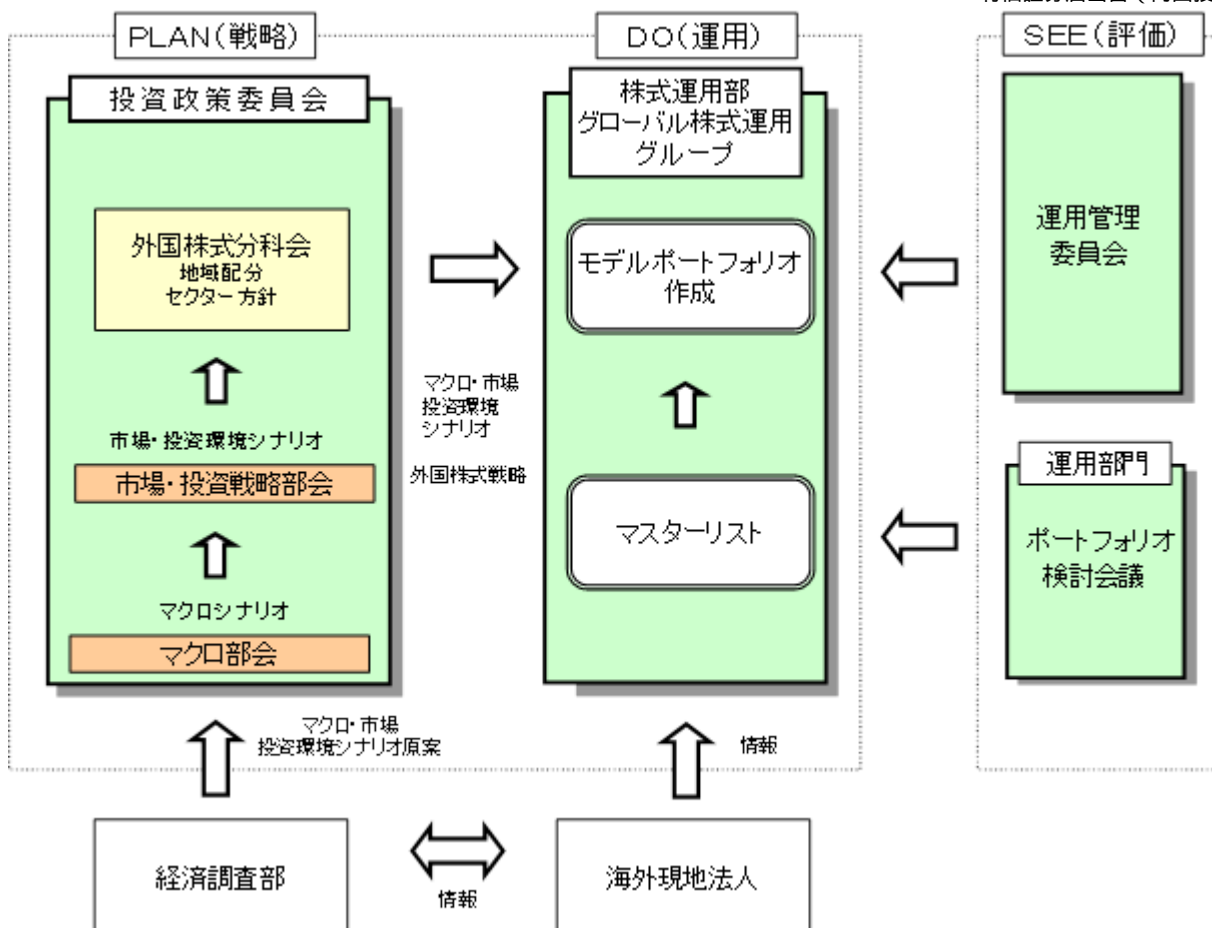 PLAN(戦略)
DO(運用)
SEE(評価)
投資政策委員会
外国株式分科会
地域配分
セクター方針
市場・投資環境シナリオ
市場・投資戦略部会
マクロシナリオ
マクロ部会
マクロ・市場
投資環境
シナリオ
外国株式戦略
株式運用部
グローバル株式運用
グループ
モデルポートフォリオ
作成
マスターリスト
運用管理
委員会
運用部門
ポートフォリオ
検討会議
マクロ・市場
投資環境シナリオ原案
情報
経済調査部
情報
海外現地法人